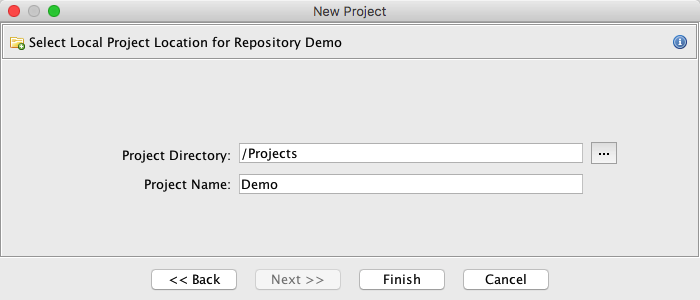 New Project
Select Local Project Location for Repository Demo
Project Directory: /Projects ...
Project Name: Demo
<< Back Next >> Finish Cancel